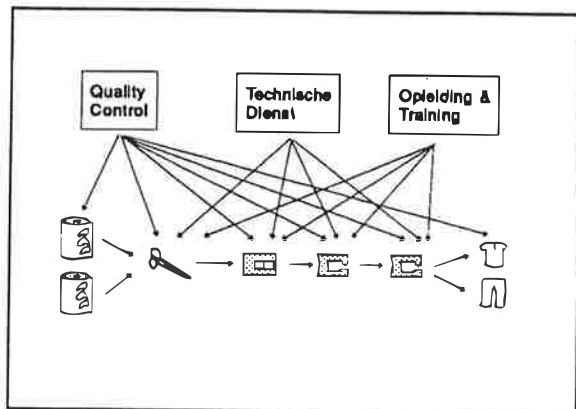 Quality
Control
Technische
Dienst
Opleiding &
Training